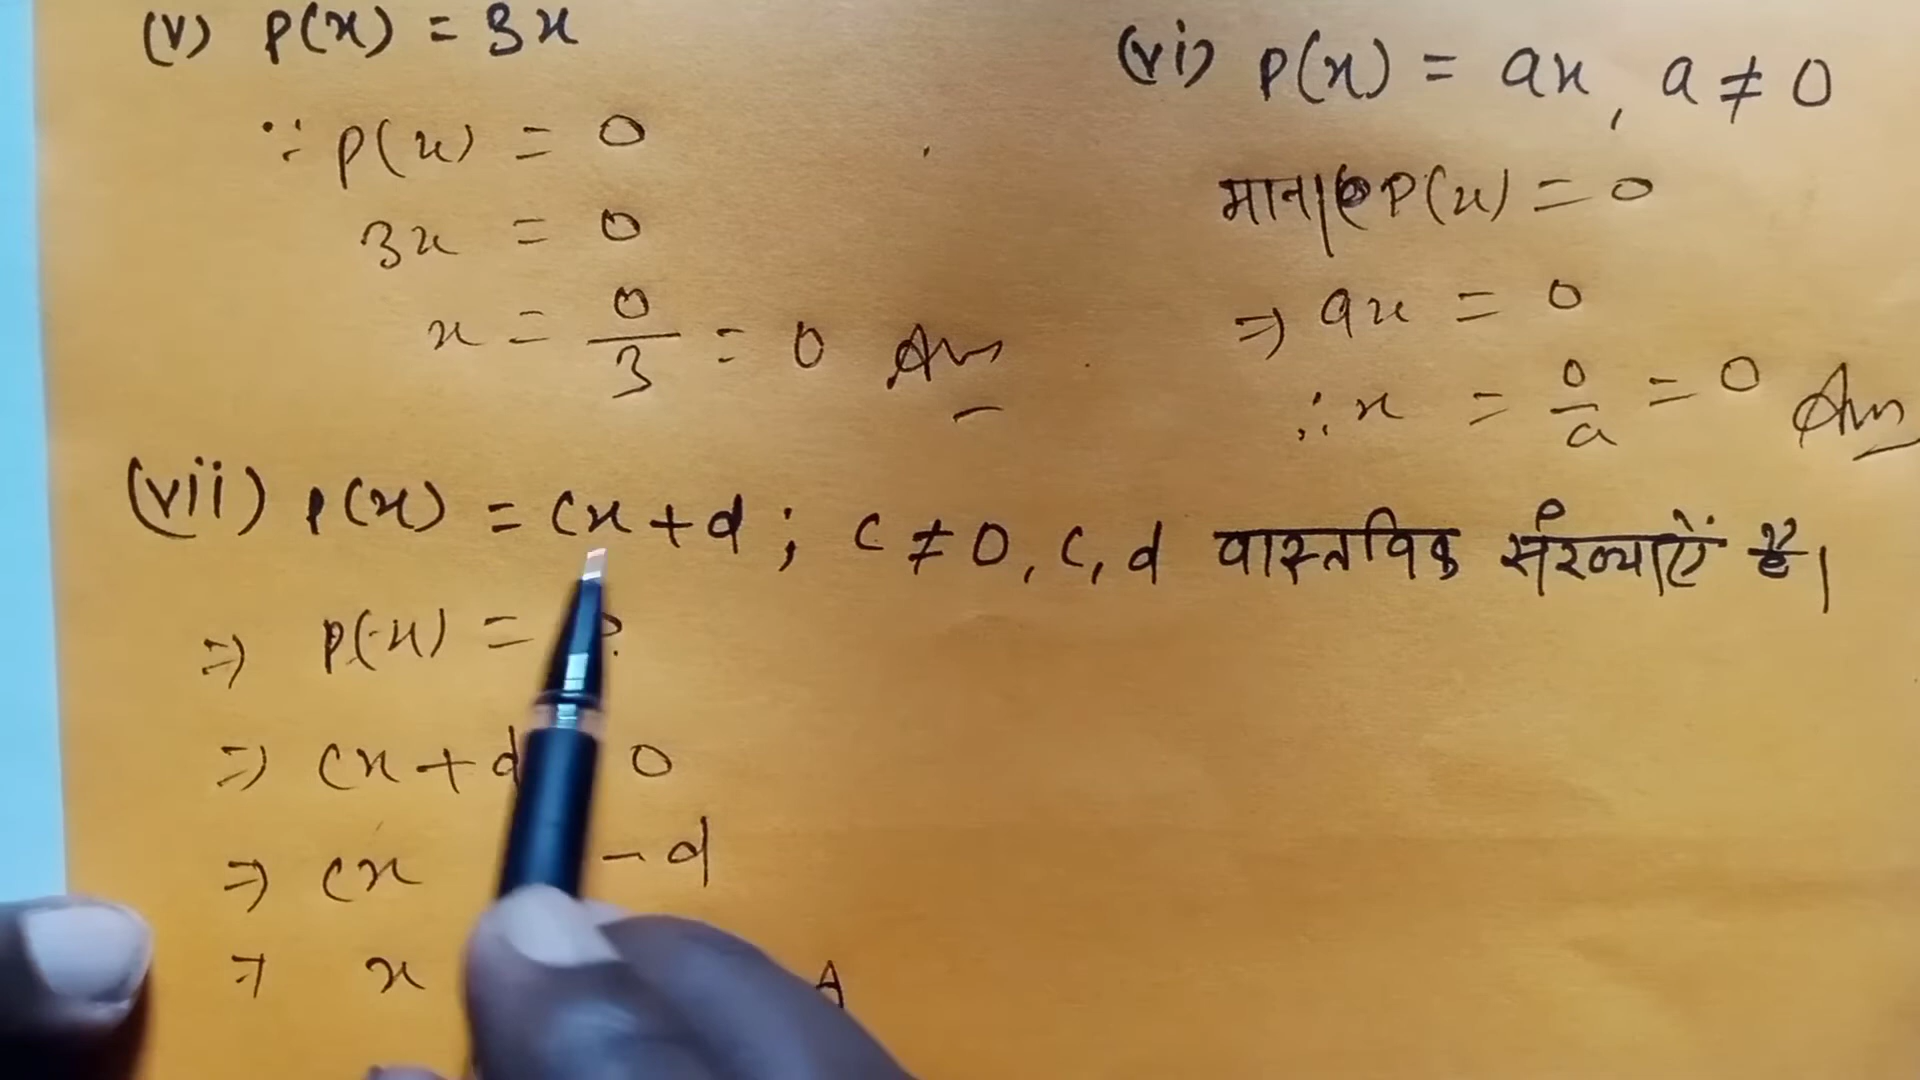 (v) P(x) = 3x
∵ P(x) = 0
3x = 0
x = 0/3 = 0 Ans
(vi) P(x) = ax, a ≠ 0
माना P(x) = 0
⇒ ax = 0
∴ x = 0/a = 0 Ans
(vii) P(x) = cx + d ; c ≠ 0, c, d वास्तविक संख्याऐं हैं।
⇒ P(x) =
⇒ cx + d 0
⇒ cx - d
⇒ x A